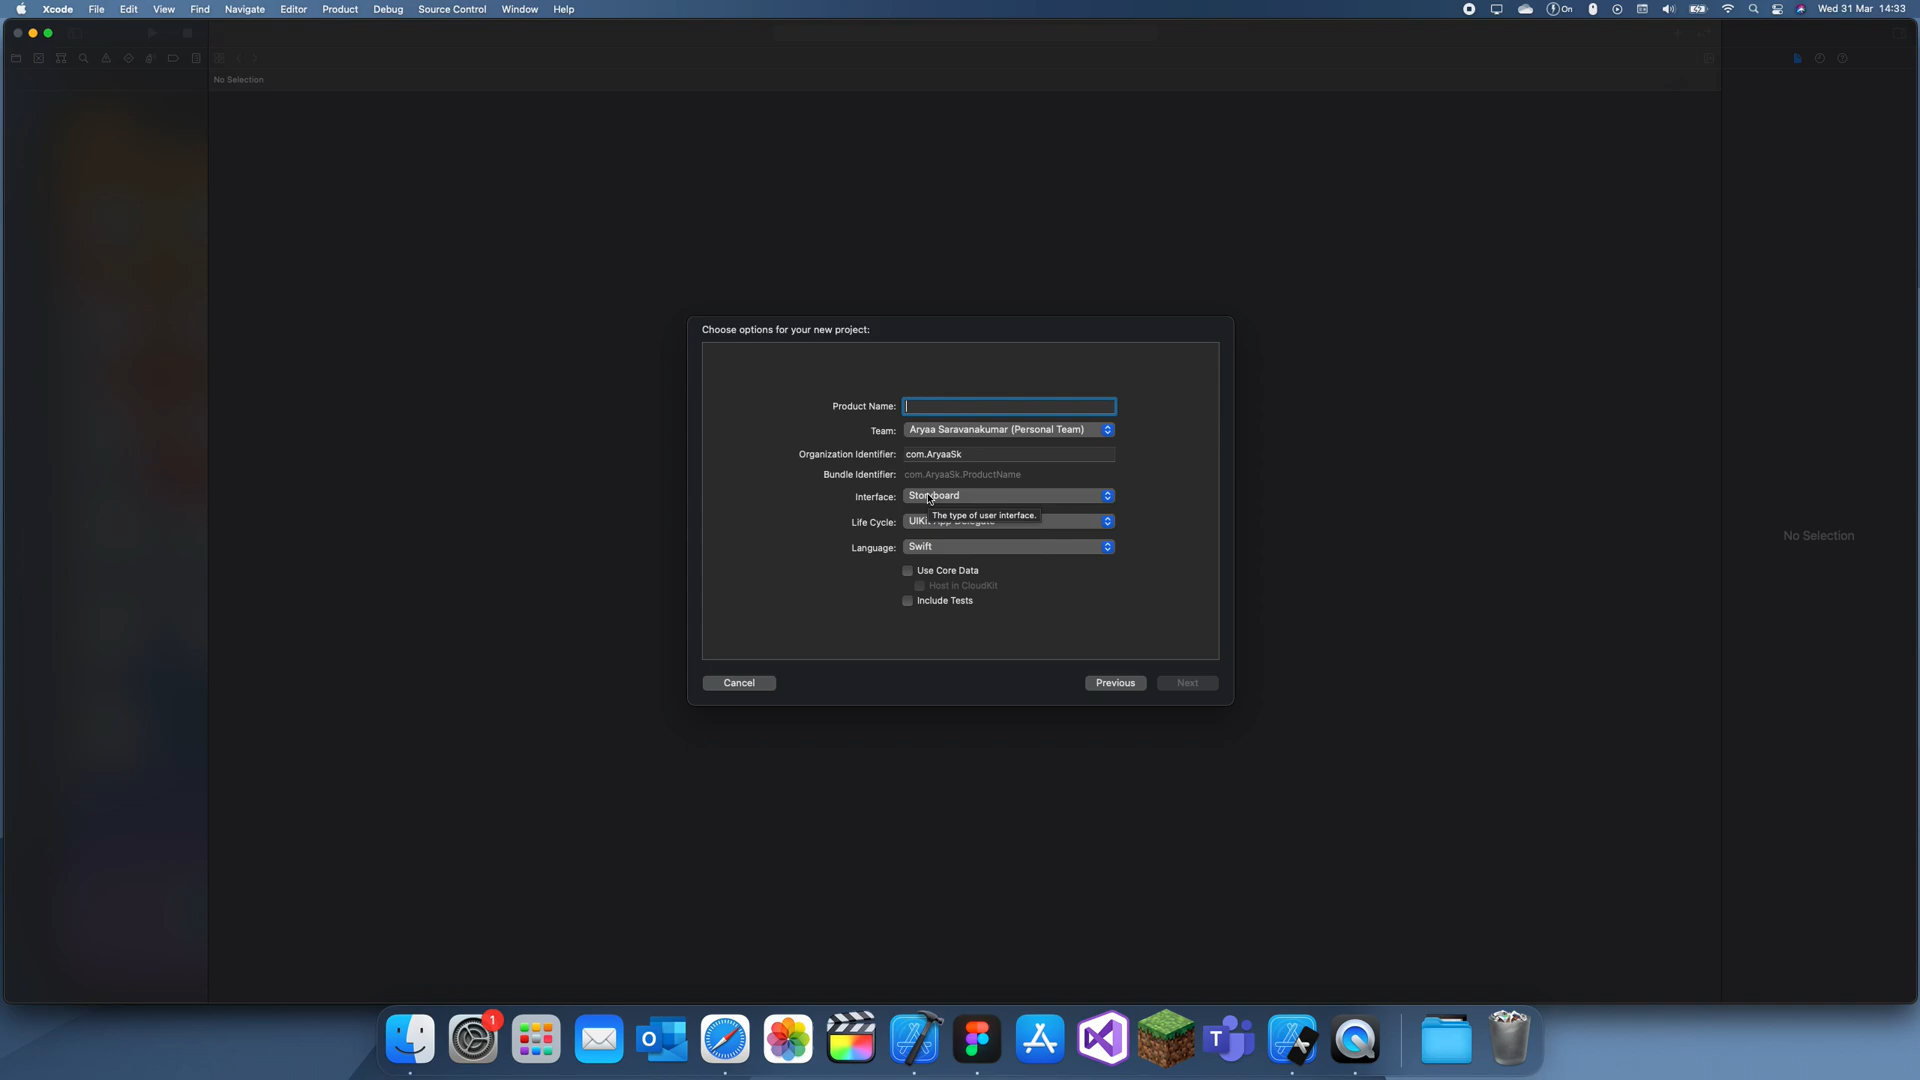 Xcode File Edit View Find Navigate Editor Product Debug Source Control Window Help On Wed 31 Mar 14:33
No Selection
Choose options for your new project:
Product Name:
Team: Aryaa Saravanakumar (Personal Team)
Organization Identifier: com.AryaaSk
Bundle Identifier: com.AryaaSk.ProductName
Interface: Storyboard
The type of user interface.
Life Cycle: UIKit App Delegate
No Selection
Language: Swift
Use Core Data
Host in CloudKit
Include Tests
Cancel Previous Next
1